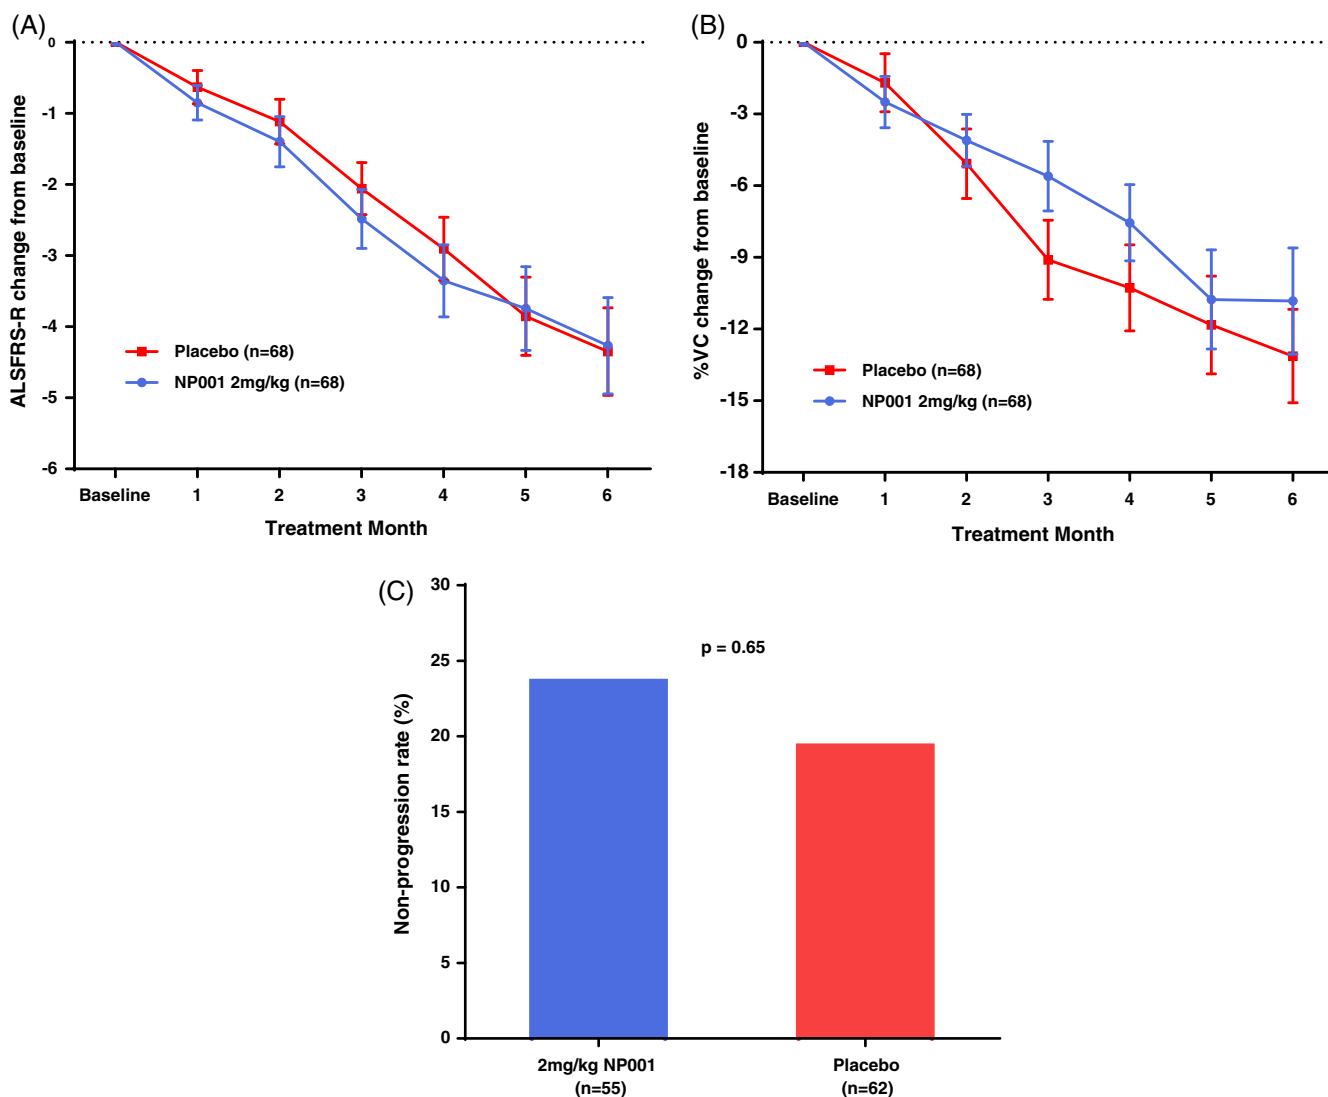 (A)
0
-1
-2
-3
-4
-5
-6
ALSFRS-R change from baseline
Placebo (n=68)
NP001 2mg/kg (n=68)
Baseline 1 2 3 4 5 6
Treatment Month
(B)
0
-3
-6
-9
-12
-15
-18
%VC change from baseline
Placebo (n=68)
NP001 2mg/kg (n=68)
Baseline 1 2 3 4 5 6
Treatment Month
(C)
30
25
20
15
10
5
0
Non-progression rate (%)
p = 0.65
2mg/kg NP001
(n=55)
Placebo
(n=62)